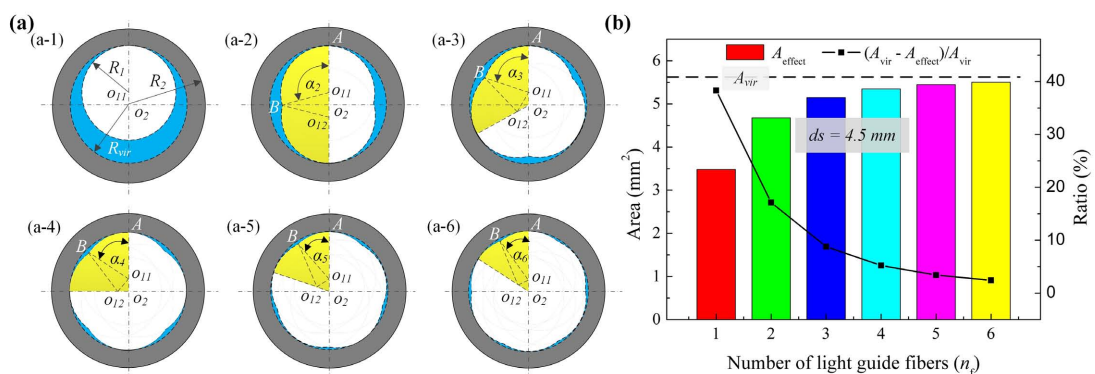 (a)
(a-1)
R1
R2
o11
o2
Rvir
(a-2)
A
α2
B
o11
o12
o2
(a-3)
A
α3
B
o11
o12
o2
(a-4)
A
B
α4
o11
o12
o2
(a-5)
A
B
α5
o11
o12
o2
(a-6)
A
B
α6
o11
o12
o2
(b)
Aeffect
(Avir - Aeffect)/Avir
Avir
ds = 4.5 mm
Area (mm2)
6
5
4
3
2
1
0
Ratio (%)
40
30
20
10
0
1 2 3 4 5 6
Number of light guide fibers (nf)